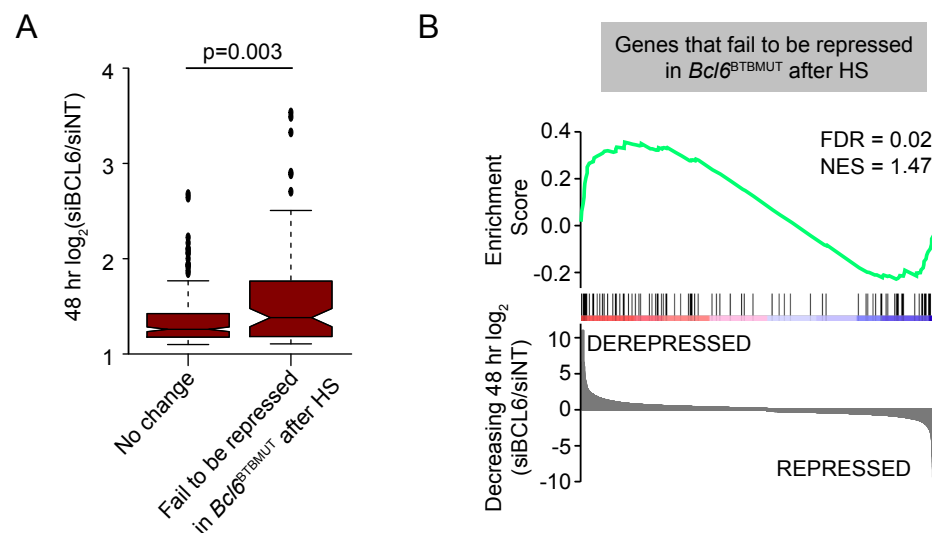 A
p=0.003
48 hr log2(siBCL6/siNT)
4
3
2
1
No change
Fail to be repressed
in Bcl6BTBMUT after HS
B
Genes that fail to be repressed
in Bcl6BTBMUT after HS
Enrichment
Score
0.4
0.2
0.0
-0.2
FDR = 0.02
NES = 1.47
Decreasing 48 hr log2
(siBCL6/siNT)
10
5
0
-5
-10
DEREPRESSED
REPRESSED